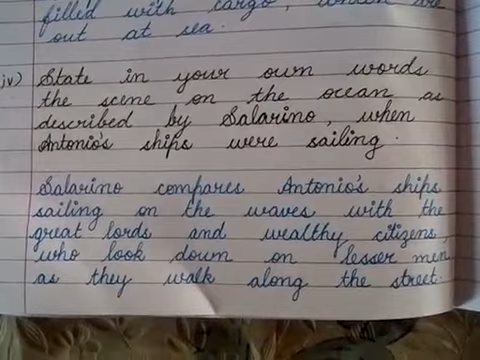 filled with cargo, which are
out at sea.
iv) State in your own words
the scene on the ocean as
described by Salarino, when
Antonio's ships were sailing.
Salarino compares Antonio's ships
sailing on the waves with the
great lords and wealthy citizens,
who look down on lesser men
as they walk along the street.